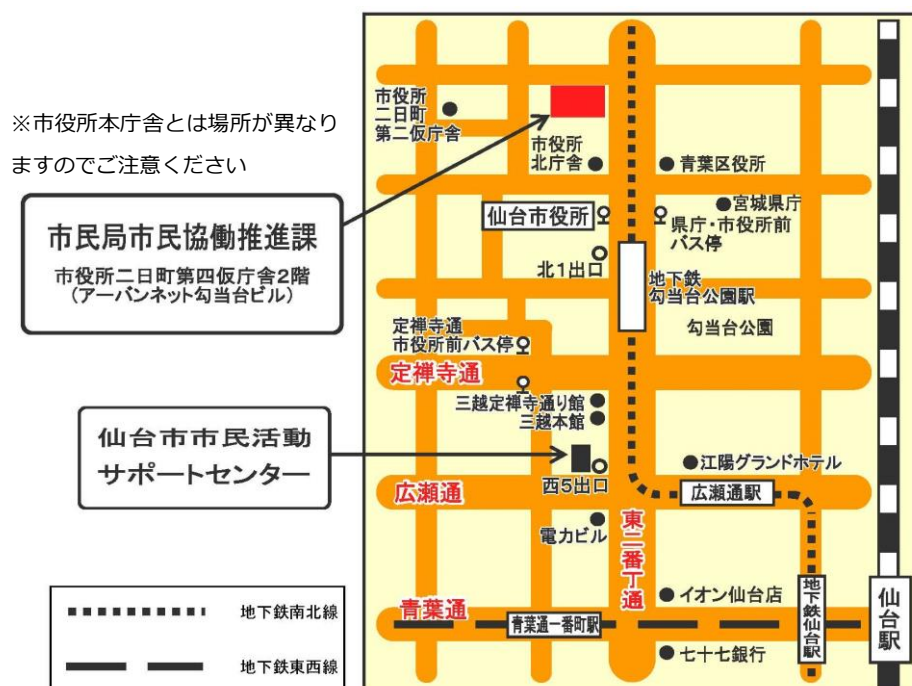 ※市役所本庁舎とは場所が異なり
ますのでご注意ください
市民局市民協働推進課
市役所二日町第四仮庁舎2階
(アーバンネット勾当台ビル)
仙台市市民活動
サポートセンター
地下鉄南北線
地下鉄東西線
市役所
二日町
第二仮庁舎
市役所
北庁舎
青葉区役所
仙台市役所
宮城県庁
県庁・市役所前
バス停
北1出口
地下鉄
勾当台公園駅
勾当台公園
定禅寺通
市役所前バス停
定禅寺通
三越定禅寺通り館
三越本館
西5出口
江陽グランドホテル
広瀬通
広瀬通駅
電力ビル
東二番丁通
イオン仙台店
青葉通
青葉通一番町駅
地下鉄仙台駅
仙台駅
七十七銀行